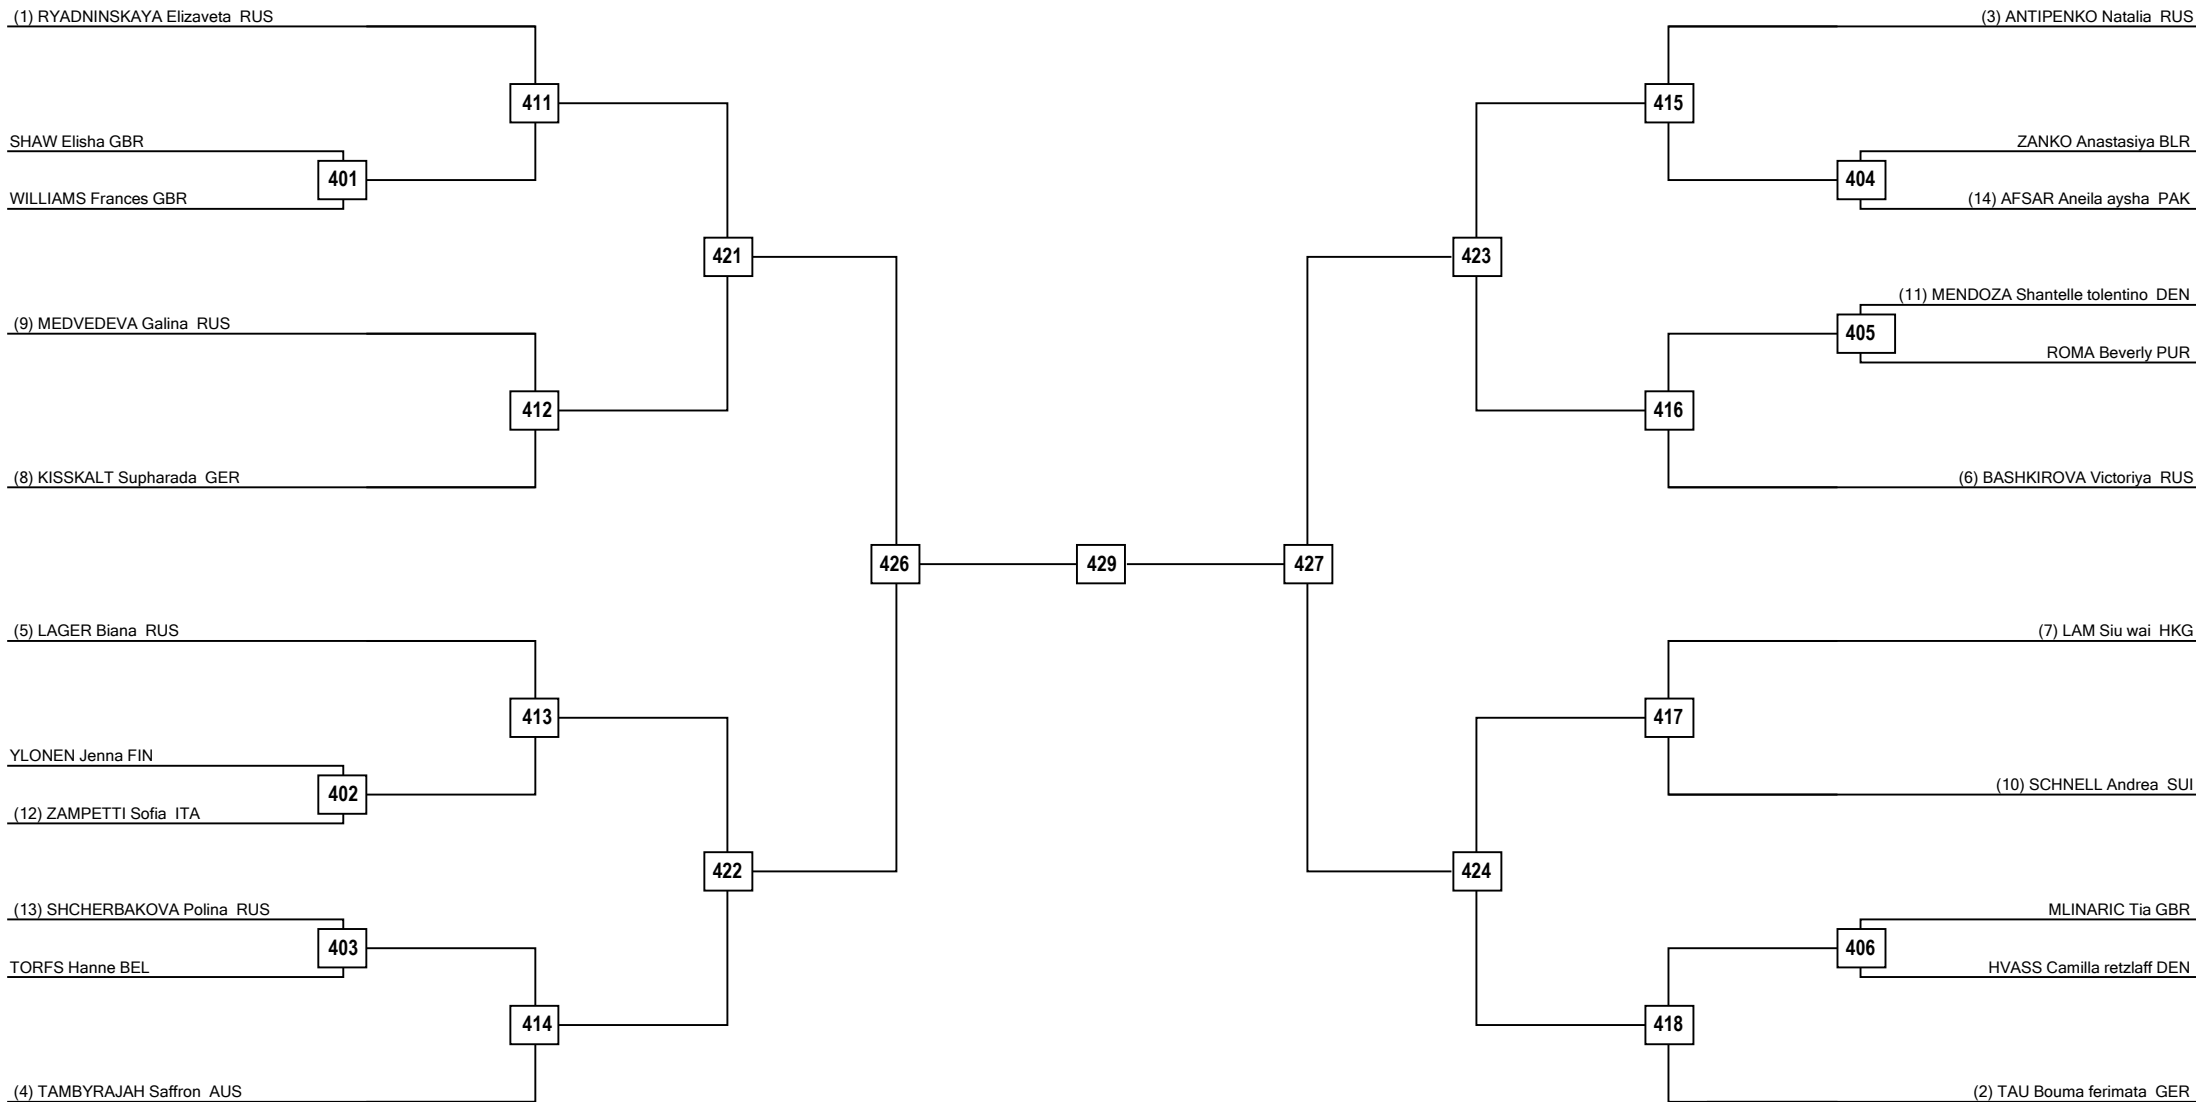 (1) RYADNINSKAYA Elizaveta RUS
411
SHAW Elisha GBR
401
WILLIAMS Frances GBR
421
(9) MEDVEDEVA Galina RUS
412
(8) KISSKALT Supharada GER
426
(5) LAGER Biana RUS
413
YLONEN Jenna FIN
402
(12) ZAMPETTI Sofia ITA
422
(13) SHCHERBAKOVA Polina RUS
403
TORFS Hanne BEL
414
(4) TAMBYRAJAH Saffron AUS
429
(3) ANTIPENKO Natalia RUS
415
ZANKO Anastasiya BLR
404
(14) AFSAR Aneila aysha PAK
423
(11) MENDOZA Shantelle tolentino DEN
405
ROMA Beverly PUR
416
(6) BASHKIROVA Victoriya RUS
427
(7) LAM Siu wai HKG
417
(10) SCHNELL Andrea SUI
424
MLINARIC Tia GBR
406
HVASS Camilla retzlaff DEN
418
(2) TAU Bouma ferimata GER